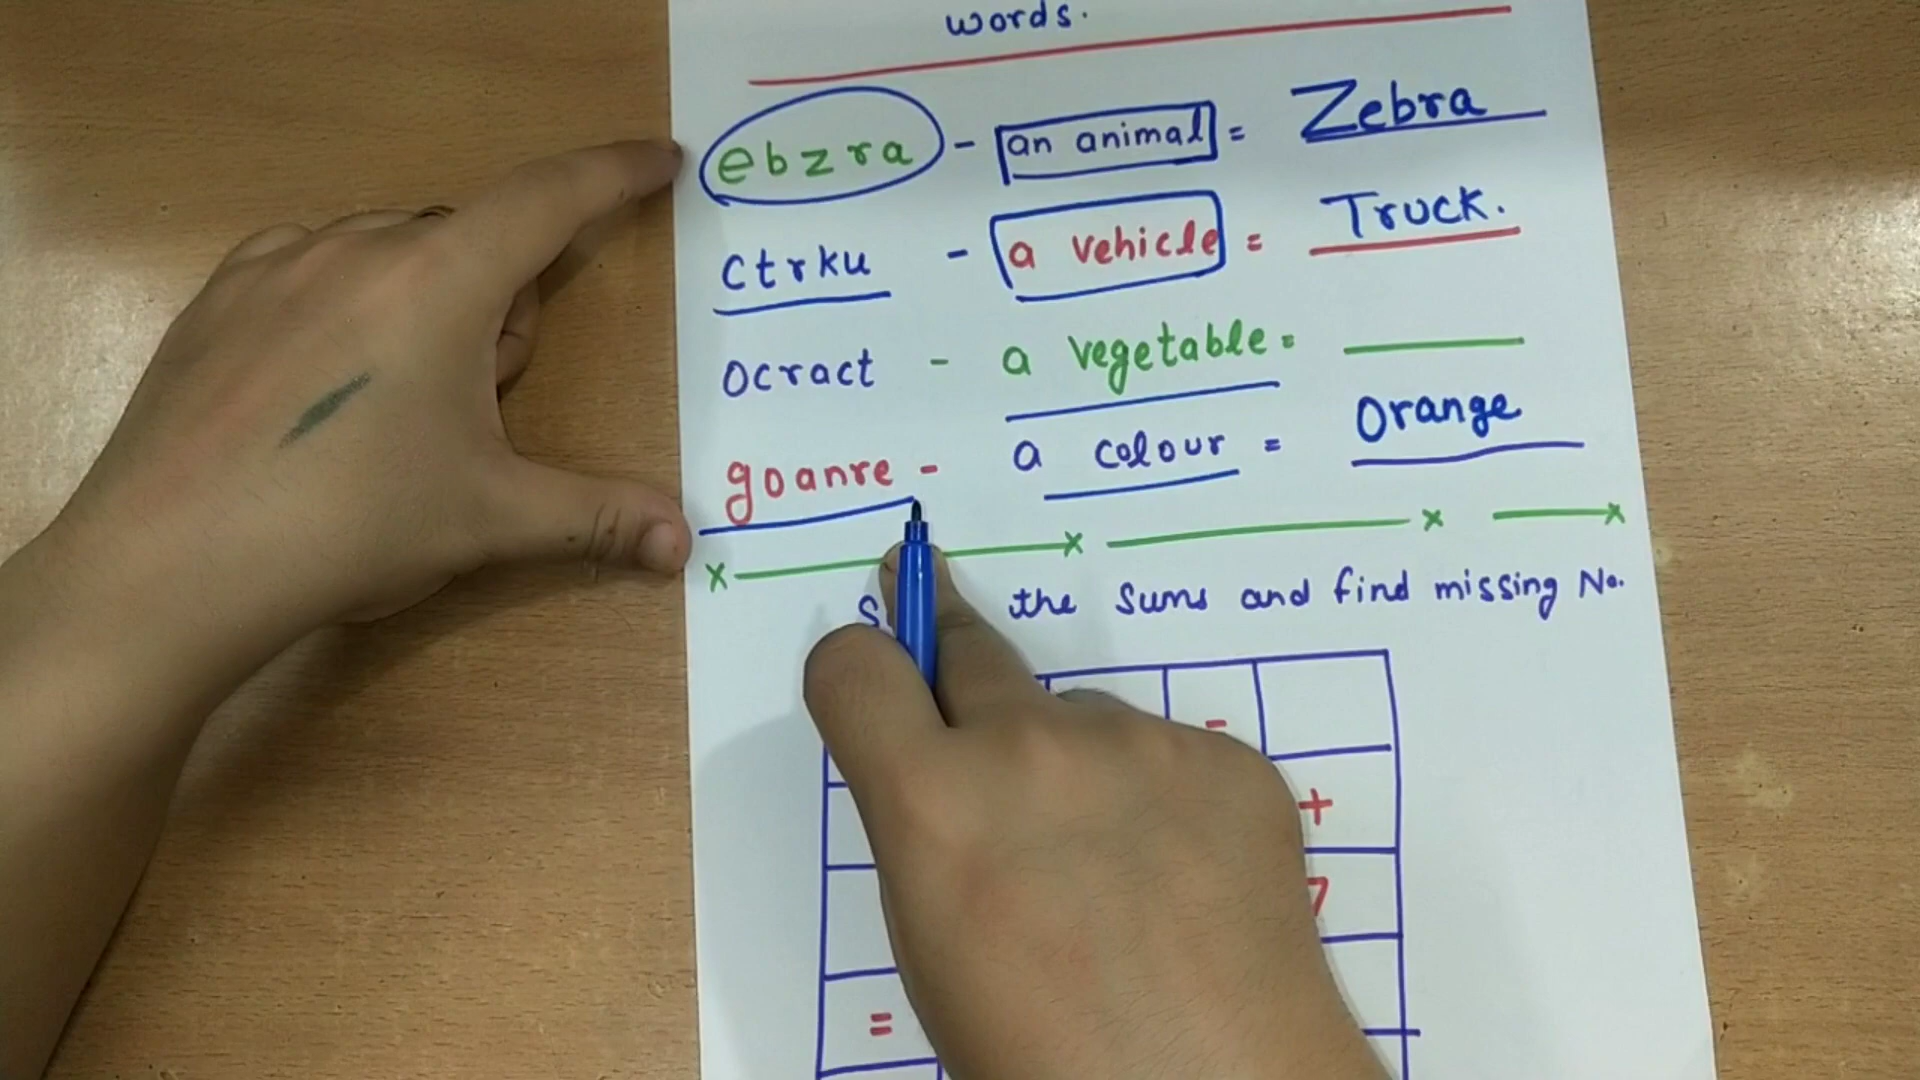 words.
ebzra - an animal = Zebra
Ctrku - a vehicle = Truck.
Ocract - a vegetable =
goanre - a colour = Orange
the Sums and find missing No.
-
+
7
=